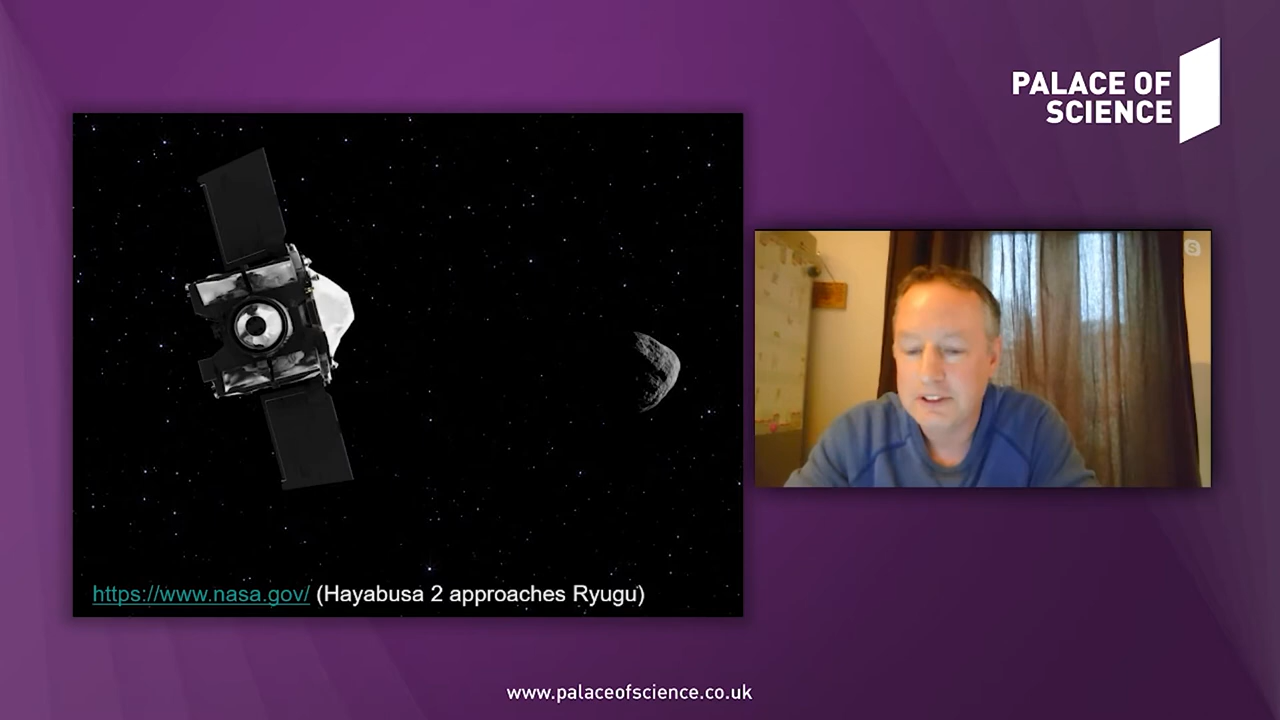 PALACE OF
SCIENCE
S
https://www.nasa.gov/ (Hayabusa 2 approaches Ryugu)
www.palaceofscience.co.uk